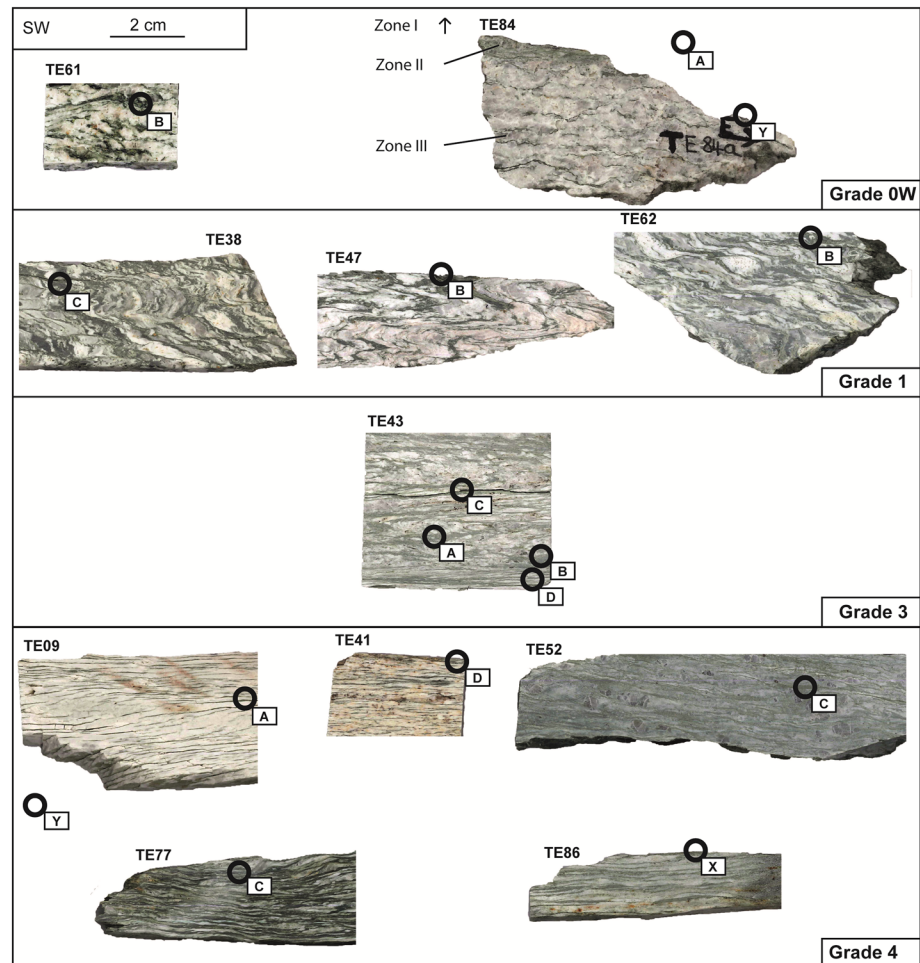 SW
2 cm
Zone I ↑
TE84
A
Zone II
TE61
B
Y
E
TE84a
Zone III
Grade 0W
TE38
TE47
TE62
C
B
B
Grade 1
TE43
C
A
B
D
Grade 3
TE09
TE41
TE52
D
A
C
Y
TE77
TE86
C
X
Grade 4